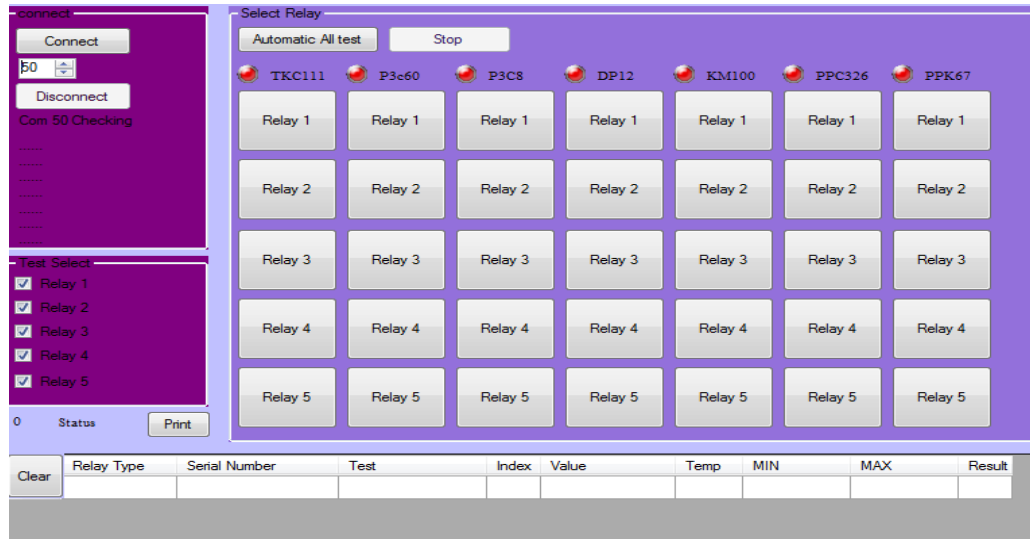 connect
Connect
50
Disconnect
Com 50 Checking
......
......
......
......
......
......
Test Select
Relay 1
Relay 2
Relay 3
Relay 4
Relay 5
0 Status Print
Select Relay
Automatic All test Stop
TKC111 P3c60 P3C8 DP12 KM100 PPC326 PPK67
Relay 1 Relay 1 Relay 1 Relay 1 Relay 1 Relay 1 Relay 1
Relay 2 Relay 2 Relay 2 Relay 2 Relay 2 Relay 2 Relay 2
Relay 3 Relay 3 Relay 3 Relay 3 Relay 3 Relay 3 Relay 3
Relay 4 Relay 4 Relay 4 Relay 4 Relay 4 Relay 4 Relay 4
Relay 5 Relay 5 Relay 5 Relay 5 Relay 5 Relay 5 Relay 5
Clear Relay Type Serial Number Test Index Value Temp MIN MAX Result